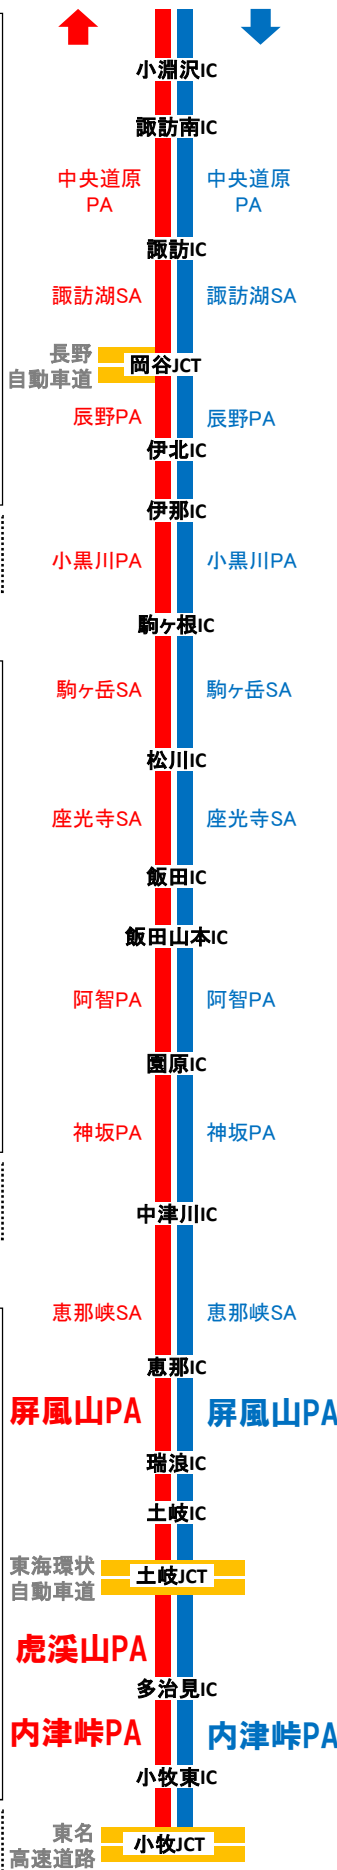 小淵沢IC
諏訪南IC
中央道原
PA
中央道原
PA
諏訪IC
諏訪湖SA
諏訪湖SA
長野
自動車道
岡谷JCT
辰野PA
辰野PA
伊北IC
伊那IC
小黒川PA
小黒川PA
駒ヶ根IC
駒ヶ岳SA
駒ヶ岳SA
松川IC
座光寺SA
座光寺SA
飯田IC
飯田山本IC
阿智PA
阿智PA
園原IC
神坂PA
神坂PA
中津川IC
恵那峡SA
恵那峡SA
恵那IC
屏風山PA
屏風山PA
瑞浪IC
土岐IC
東海環状
自動車道
土岐JCT
虎渓山PA
多治見IC
内津峠PA
内津峠PA
小牧東IC
東名
高速道路
小牧JCT